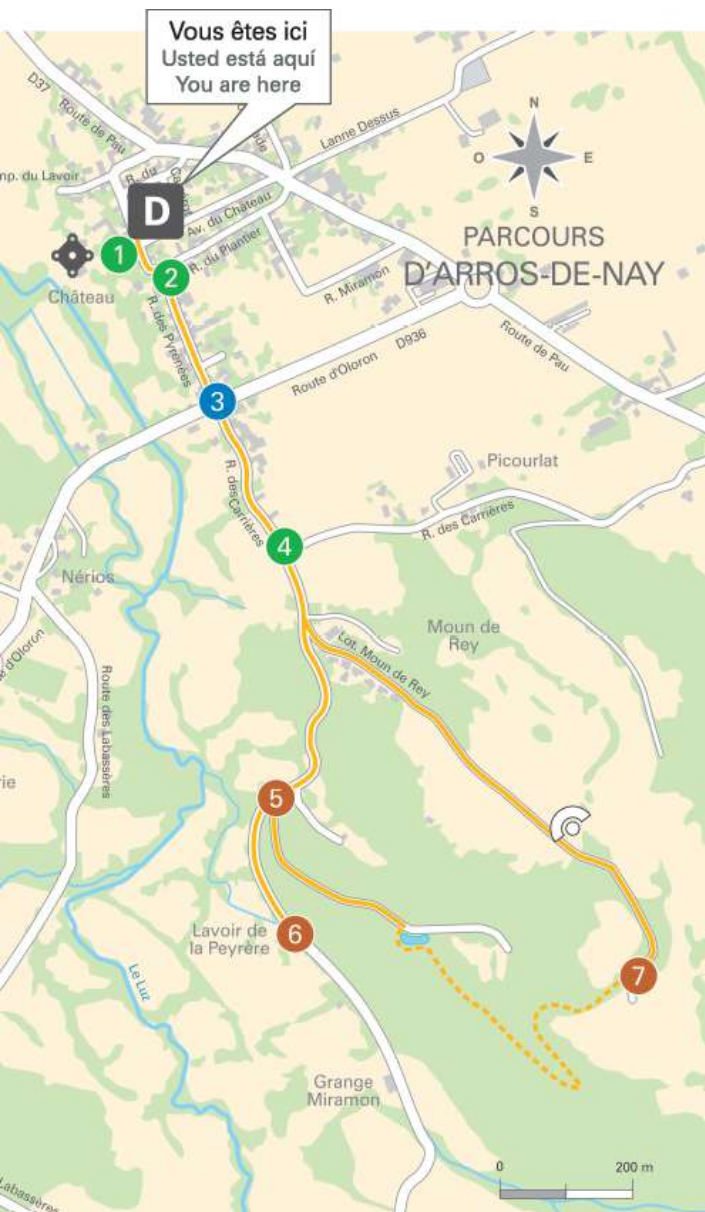 Vous êtes ici
Usted está aquí
You are here
D37
Route de Pau
Lanne Dessus
N
O
E
S
mp. du Lavoir
R. du
D
Av. du Château
PARCOURS
D'ARROS-DE-NAY
1
2
R. du Plantier
Château
R. Miramon
R. des Pyrénées
Route d'Oloron
D936
Route de Pau
3
Picourlat
R. des Carrières
R. des Carrières
4
Nérios
Moun de
Rey
Lot. Moun de Rey
e d'Oloron
Route des Labassères
rie
5
Lavoir de
la Peyrère
6
7
Le Luz
Grange
Miramon
0
200 m
Labassères